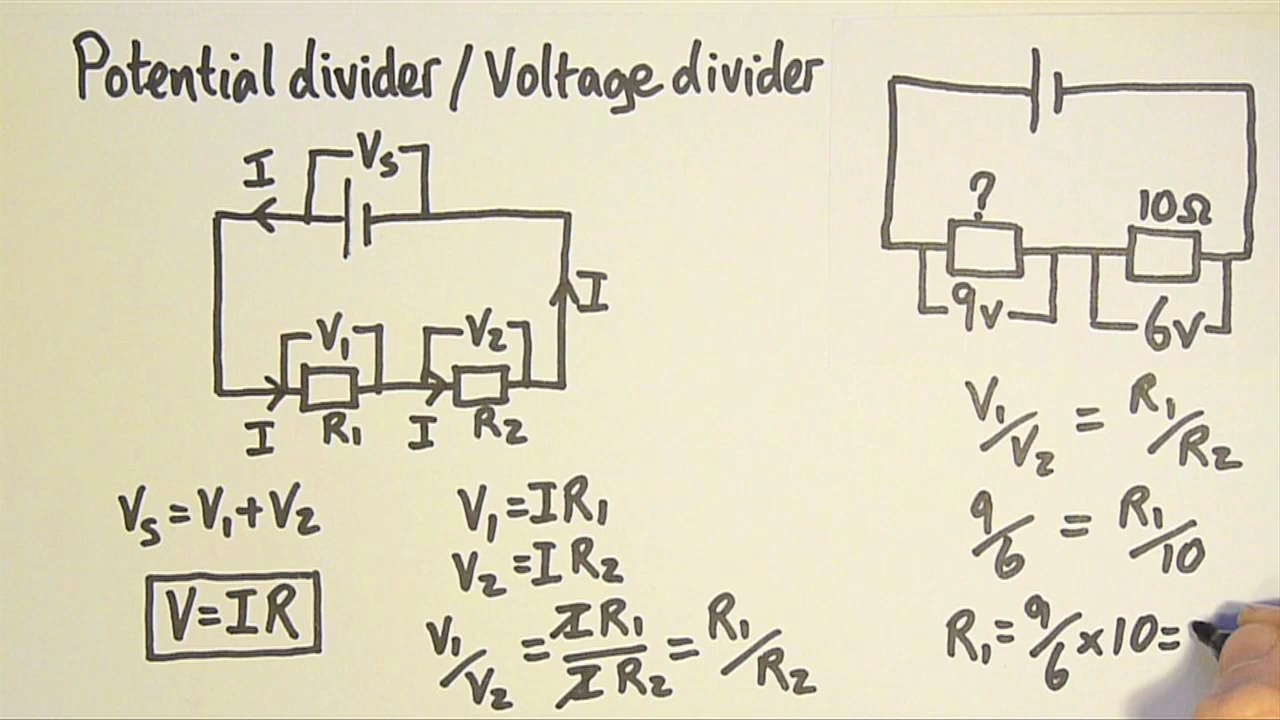 Potential divider / Voltage divider
I
Vs
I
V₁
V₂
I
R₁
I
R₂
Vs = V₁ + V₂
V = IR
V₁ = IR₁
V₂ = IR₂
V₁/V₂ = IR₁/IR₂ = R₁/R₂
?
10Ω
9v
6v
V₁/V₂ = R₁/R₂
9/6 = R₁/10
R₁ = 9/6 × 10 =